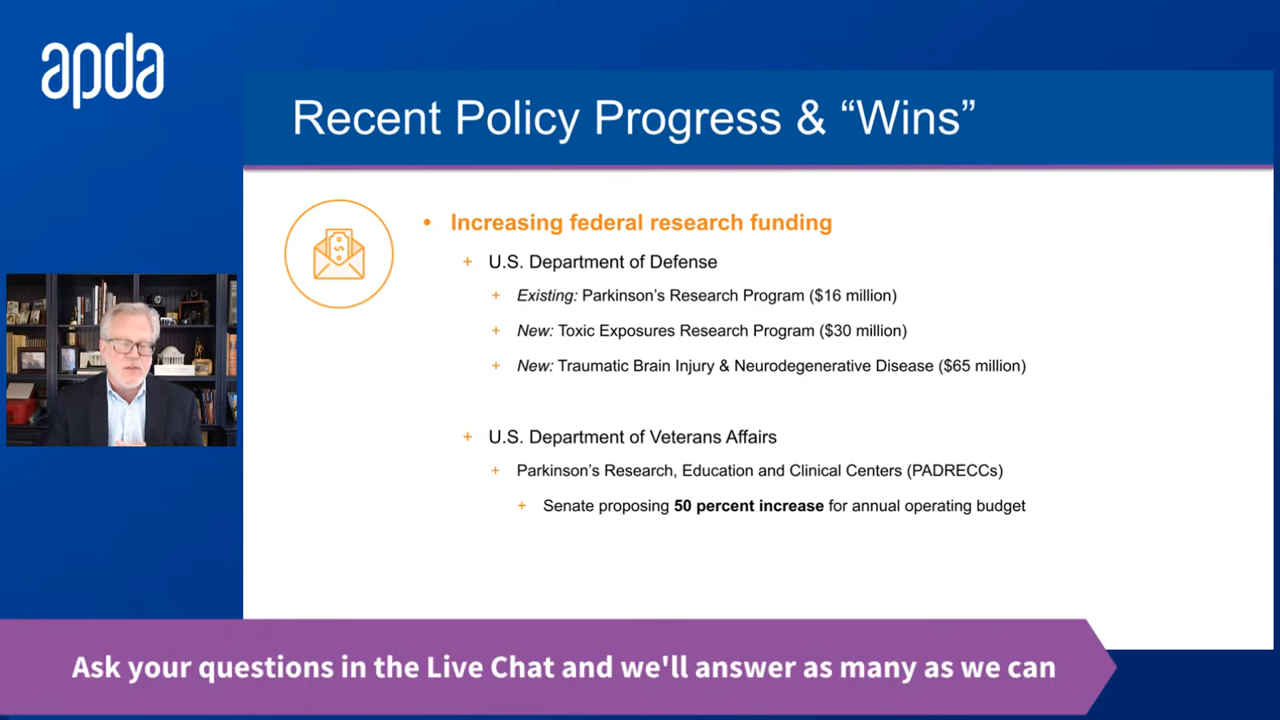 apda
Recent Policy Progress & “Wins”
• Increasing federal research funding
+ U.S. Department of Defense
+ Existing: Parkinson’s Research Program ($16 million)
+ New: Toxic Exposures Research Program ($30 million)
+ New: Traumatic Brain Injury & Neurodegenerative Disease ($65 million)
+ U.S. Department of Veterans Affairs
+ Parkinson’s Research, Education and Clinical Centers (PADRECCs)
+ Senate proposing 50 percent increase for annual operating budget
Ask your questions in the Live Chat and we'll answer as many as we can